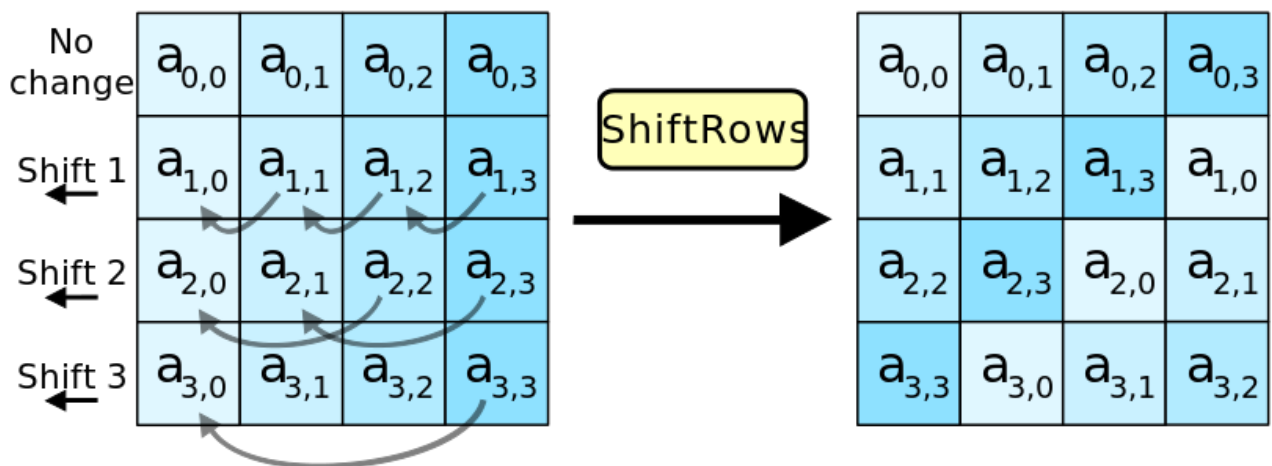 No
change
a0,0 a0,1 a0,2 a0,3
ShiftRows
a0,0 a0,1 a0,2 a0,3
Shift 1
a1,0 a1,1 a1,2 a1,3
a1,1 a1,2 a1,3 a1,0
Shift 2
a2,0 a2,1 a2,2 a2,3
a2,2 a2,3 a2,0 a2,1
Shift 3
a3,0 a3,1 a3,2 a3,3
a3,3 a3,0 a3,1 a3,2